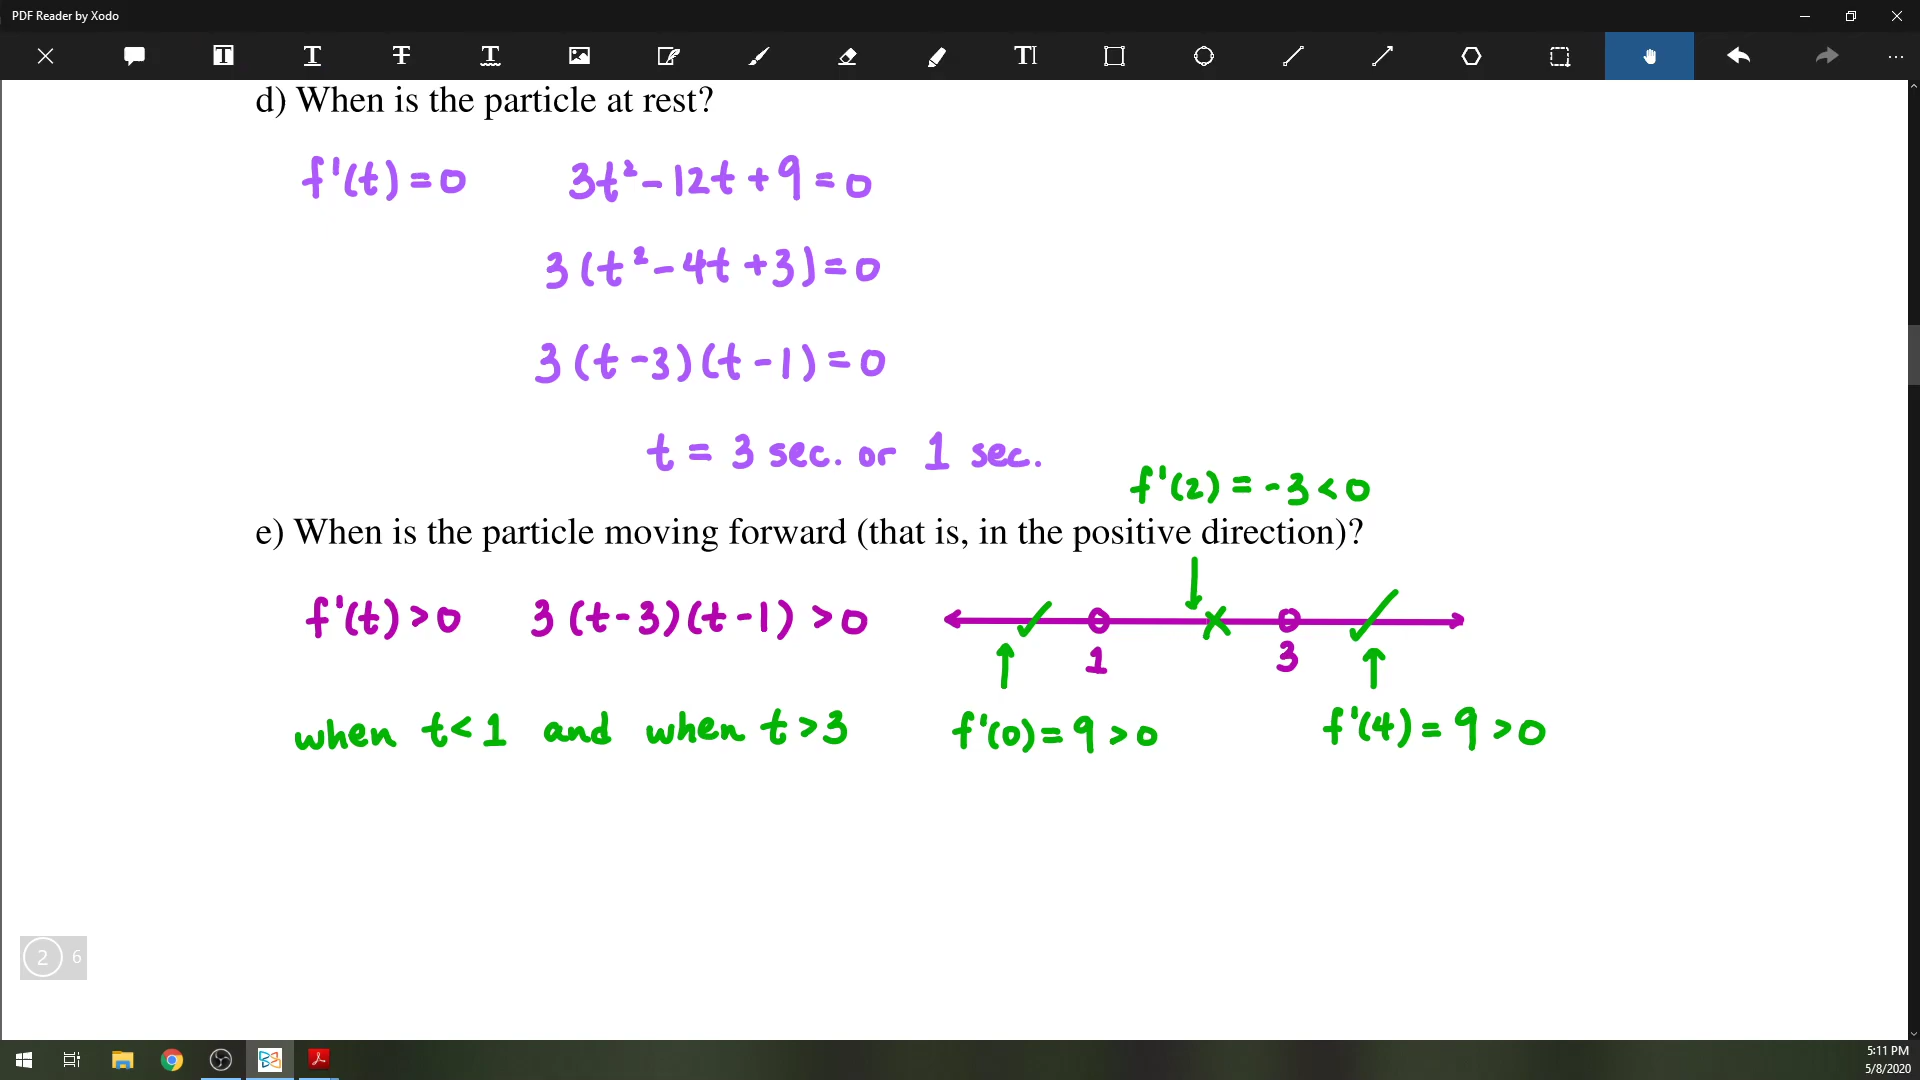 PDF Reader by Xodo
d) When is the particle at rest?
f'(t) = 0    3t² - 12t + 9 = 0
3(t² - 4t + 3) = 0
3(t - 3)(t - 1) = 0
t = 3 sec. or 1 sec.
f'(2) = -3 < 0
e) When is the particle moving forward (that is, in the positive direction)?
f'(t) > 0    3(t - 3)(t - 1) > 0
1    3
when t < 1 and when t > 3    f'(0) = 9 > 0    f'(4) = 9 > 0
2    6
5:11 PM
5/8/2020